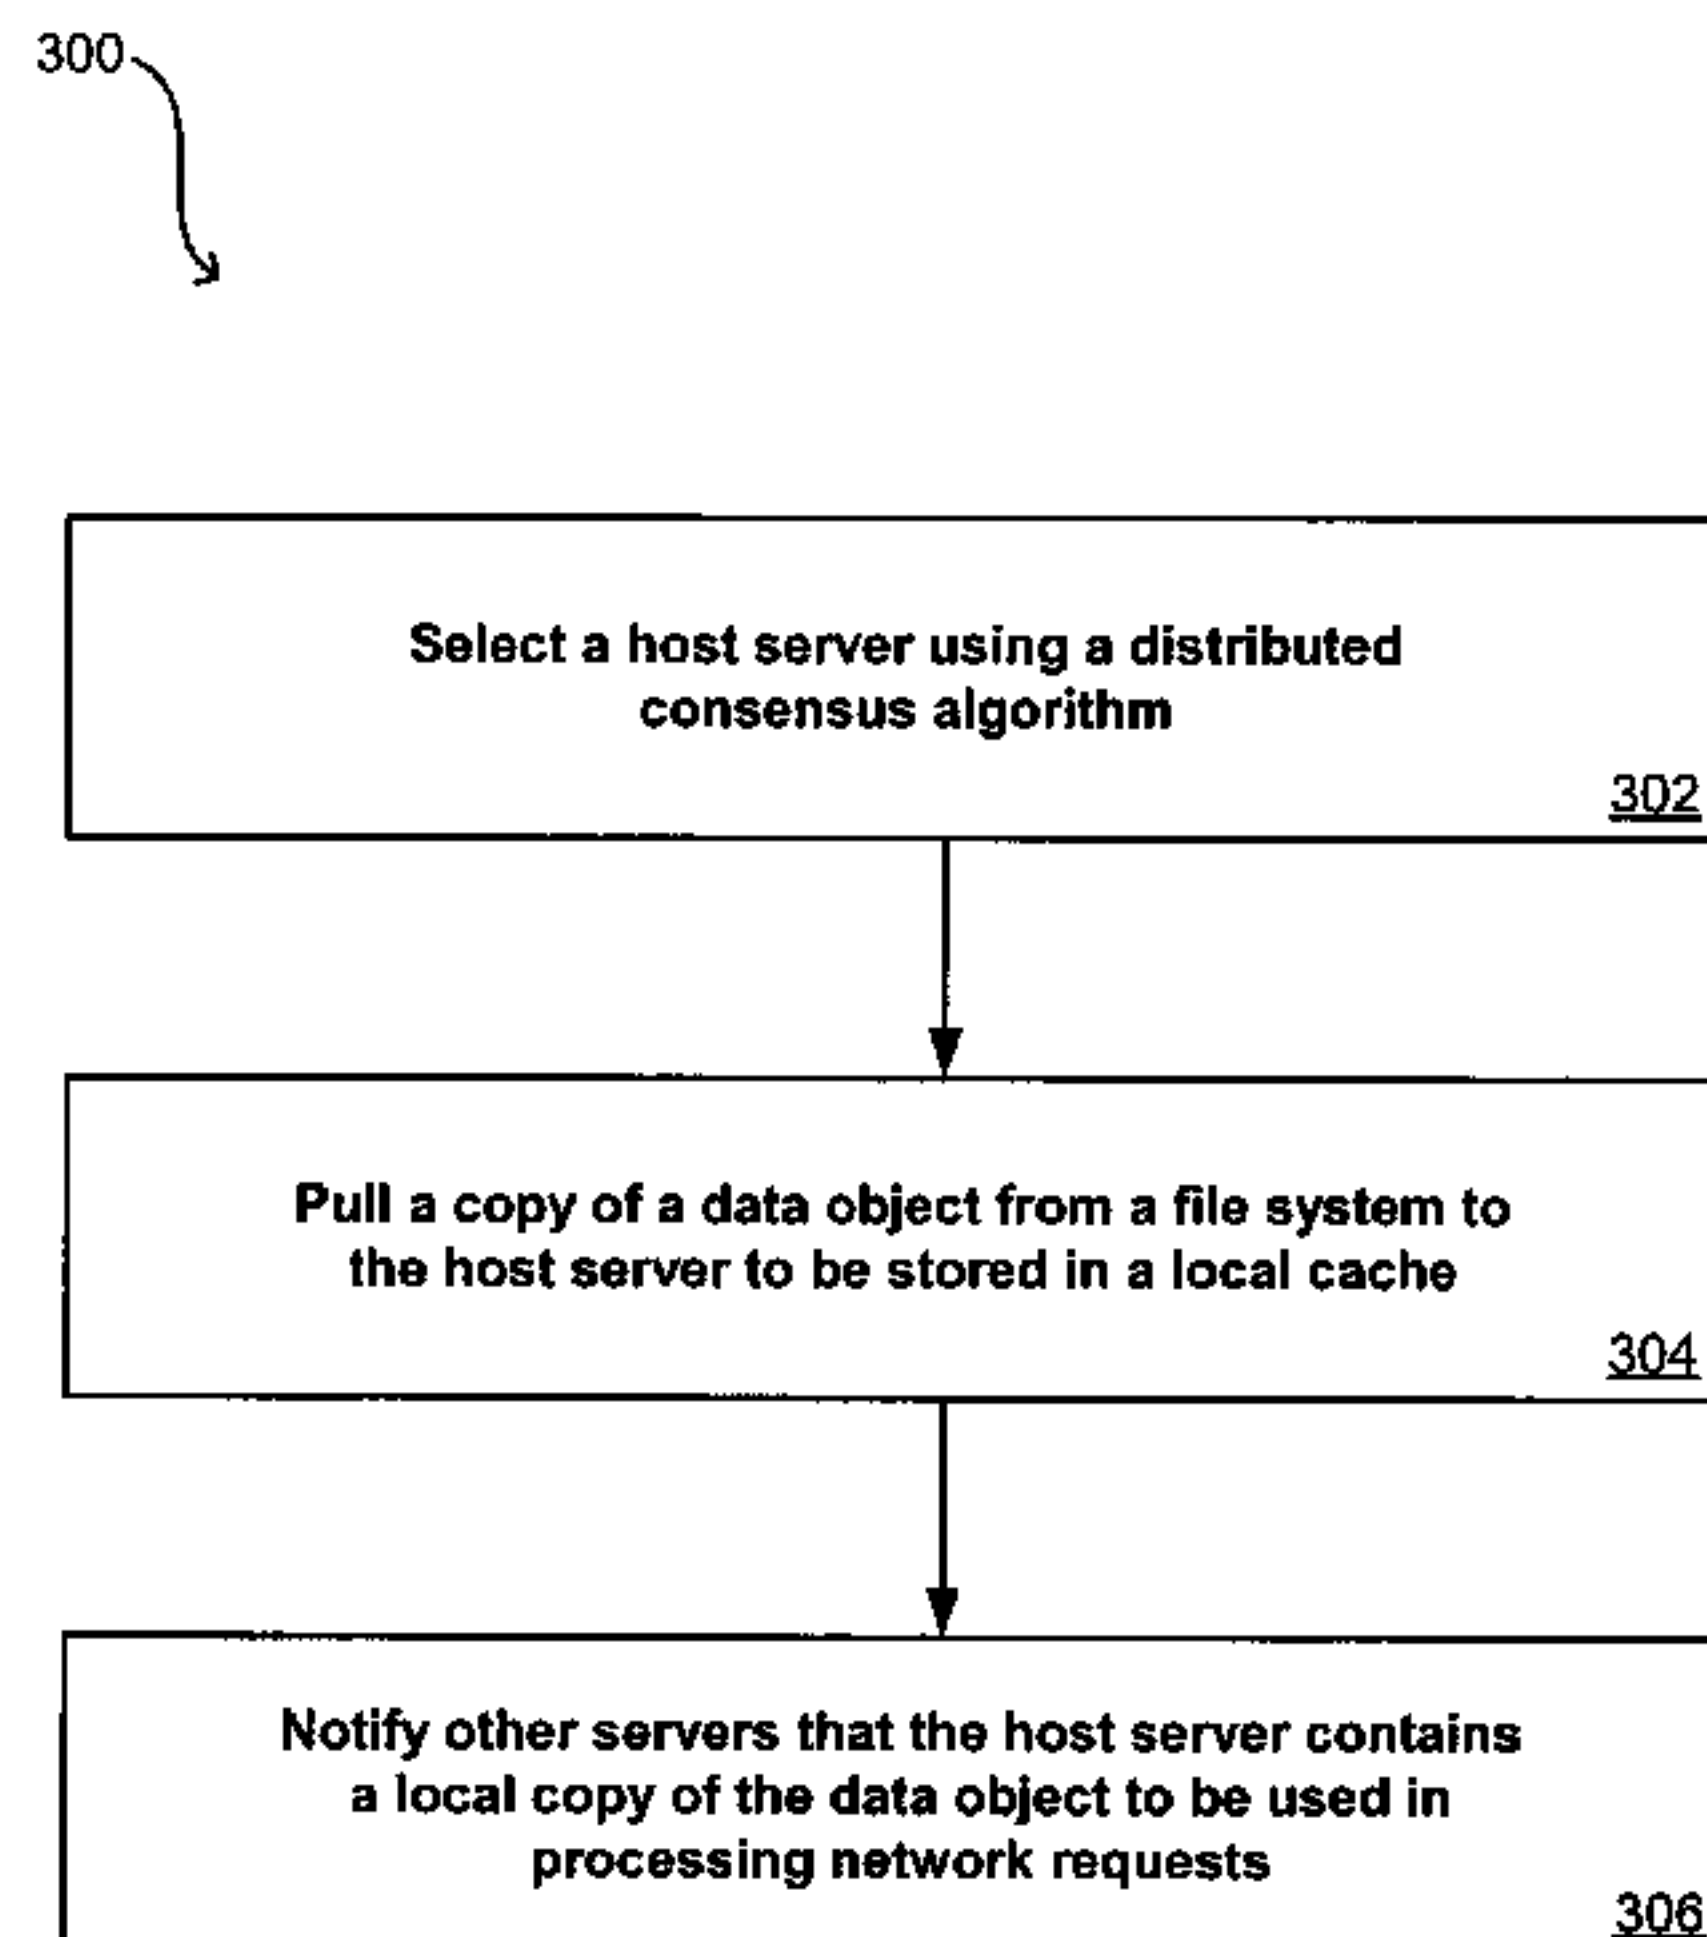 300
Select a host server using a distributed
consensus algorithm
302
Pull a copy of a data object from a file system to
the host server to be stored in a local cache
304
Notify other servers that the host server contains
a local copy of the data object to be used in
processing network requests
306